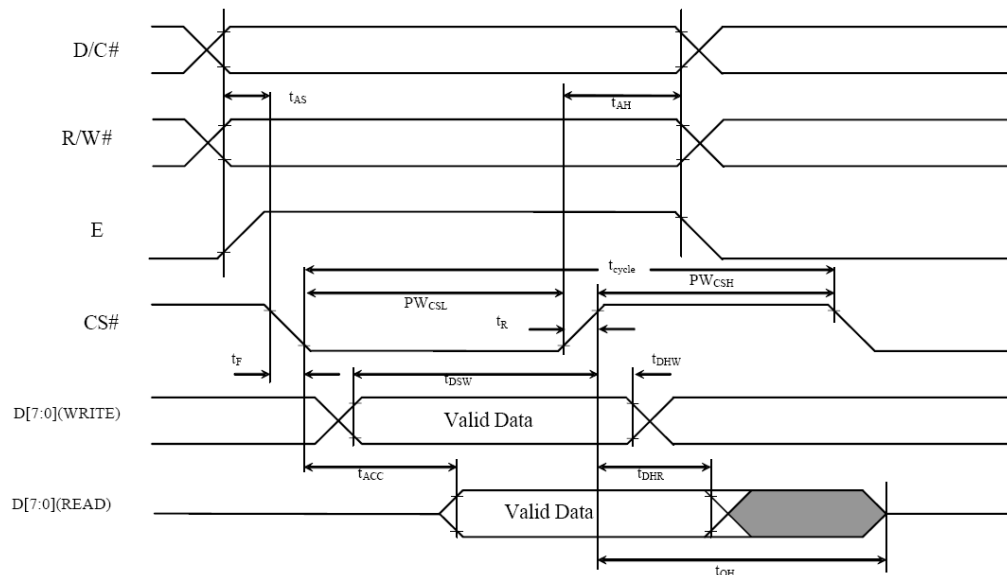 D/C#
tAS
tAH
R/W#
E
tcycle
PWCSL
PWCSH
CS#
tR
tF
tDSW
tDHW
D[7:0](WRITE)
Valid Data
tACC
tDHR
D[7:0](READ)
Valid Data
tOH